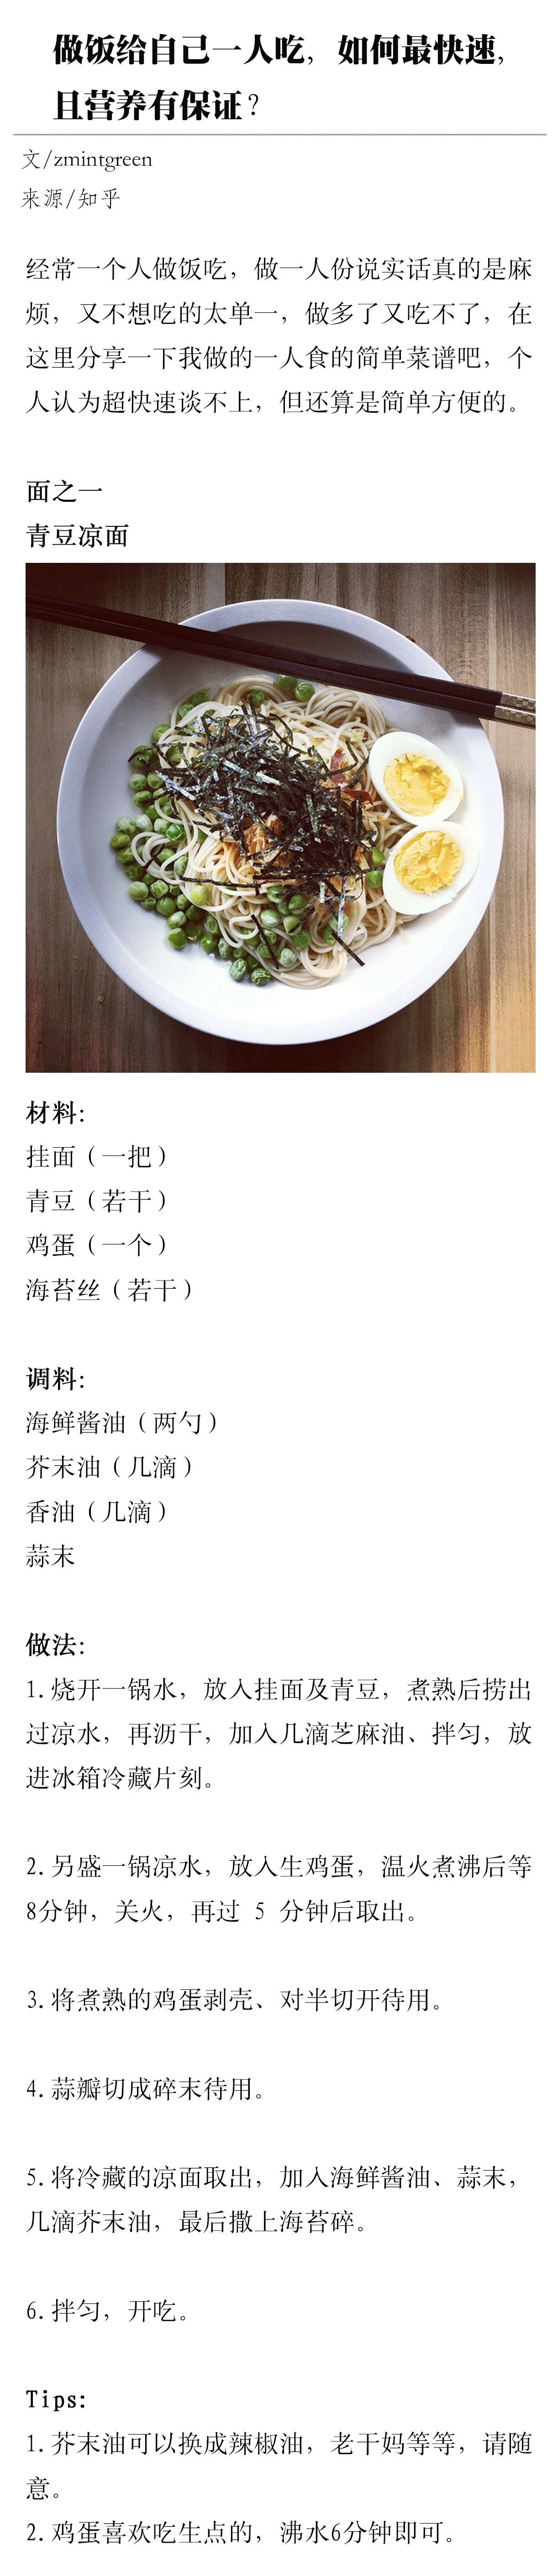 做饭给自己一人吃，如何最快速，
且营养有保证？
文/zmintgreen
来源/知乎
经常一个人做饭吃，做一人份说实话真的是麻
烦，又不想吃的太单一，做多了又吃不了，在
这里分享一下我做的一人食的简单菜谱吧，个
人认为超快速谈不上，但还算是简单方便的。
面之一
青豆凉面
材料：
挂面（一把）
青豆（若干）
鸡蛋（一个）
海苔丝（若干）
调料：
海鲜酱油（两勺）
芥末油（几滴）
香油（几滴）
蒜末
做法：
1.烧开一锅水，放入挂面及青豆，煮熟后捞出
过凉水，再沥干，加入几滴芝麻油、拌匀，放
进冰箱冷藏片刻。
2.另盛一锅凉水，放入生鸡蛋，温火煮沸后等
8分钟，关火，再过 5 分钟后取出。
3.将煮熟的鸡蛋剥壳、对半切开待用。
4.蒜瓣切成碎末待用。
5.将冷藏的凉面取出，加入海鲜酱油、蒜末，
几滴芥末油，最后撒上海苔碎。
6.拌匀，开吃。
Tips:
1.芥末油可以换成辣椒油，老干妈等等，请随
意。
2.鸡蛋喜欢吃生点的，沸水6分钟即可。